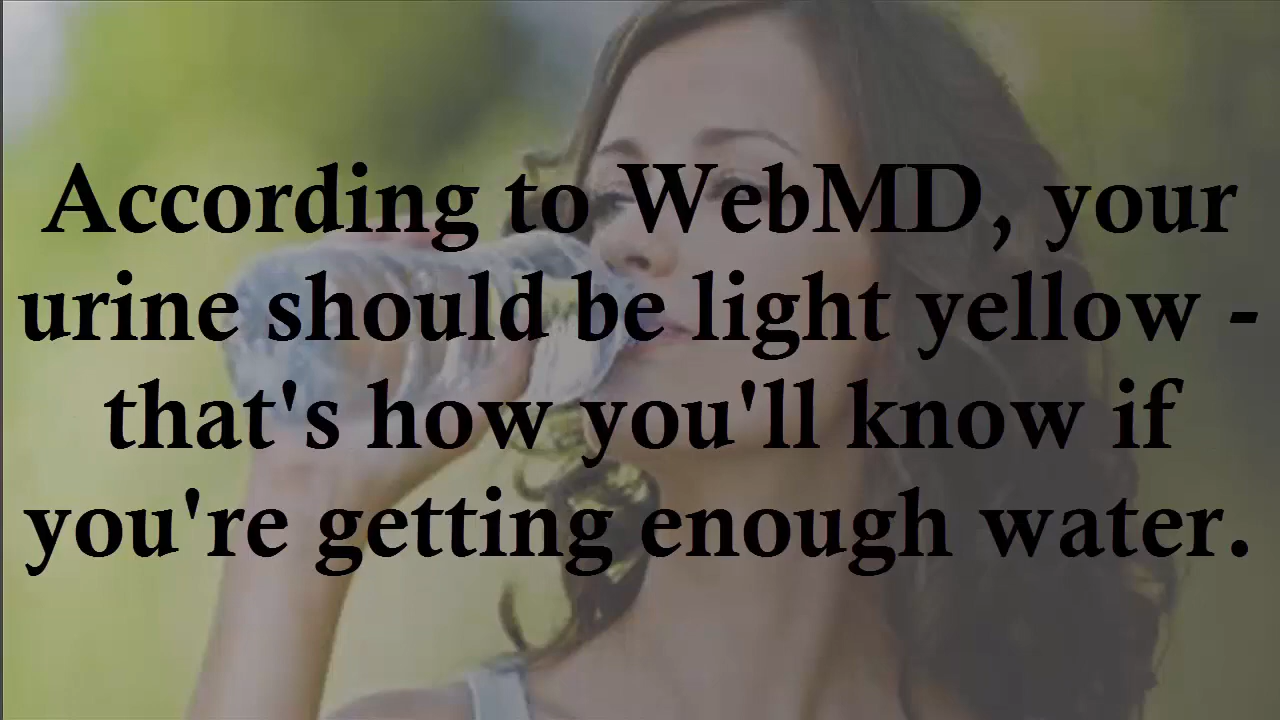 According to WebMD, your
urine should be light yellow -
that's how you'll know if
you're getting enough water.